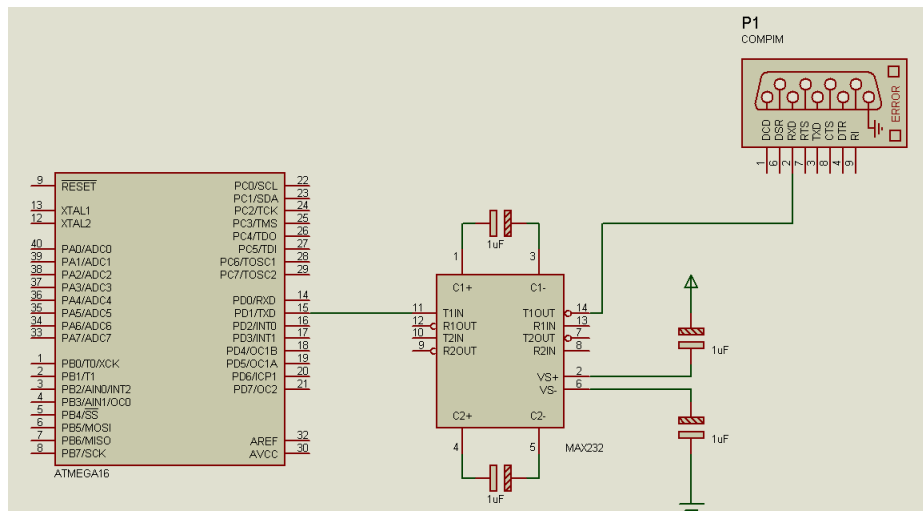 P1
COMPIM
ERROR
DCD
DSR
RXD
RTS
TXD
CTS
DTR
RI
1
6
2
7
3
8
4
9
9 RESET
13 XTAL1
12 XTAL2
40 PA0/ADC0
39 PA1/ADC1
38 PA2/ADC2
37 PA3/ADC3
36 PA4/ADC4
35 PA5/ADC5
34 PA6/ADC6
33 PA7/ADC7
1 PB0/T0/XCK
2 PB1/T1
3 PB2/AIN0/INT2
4 PB3/AIN1/OC0
5 PB4/SS
6 PB5/MOSI
7 PB6/MISO
8 PB7/SCK
PC0/SCL 22
PC1/SDA 23
PC2/TCK 24
PC3/TMS 25
PC4/TDO 26
PC5/TDI 27
PC6/TOSC1 28
PC7/TOSC2 29
PD0/RXD 14
PD1/TXD 15
PD2/INT0 16
PD3/INT1 17
PD4/OC1B 18
PD5/OC1A 19
PD6/ICP1 20
PD7/OC2 21
AREF 32
AVCC 30
ATMEGA16
1uF
1 3
C1+ C1-
11 T1IN T1OUT 14
12 R1OUT R1IN 13
10 T2IN T2OUT 7
9 R2OUT R2IN 8
VS+ 2
VS- 6
C2+ C2-
4 5
MAX232
1uF
1uF
1uF